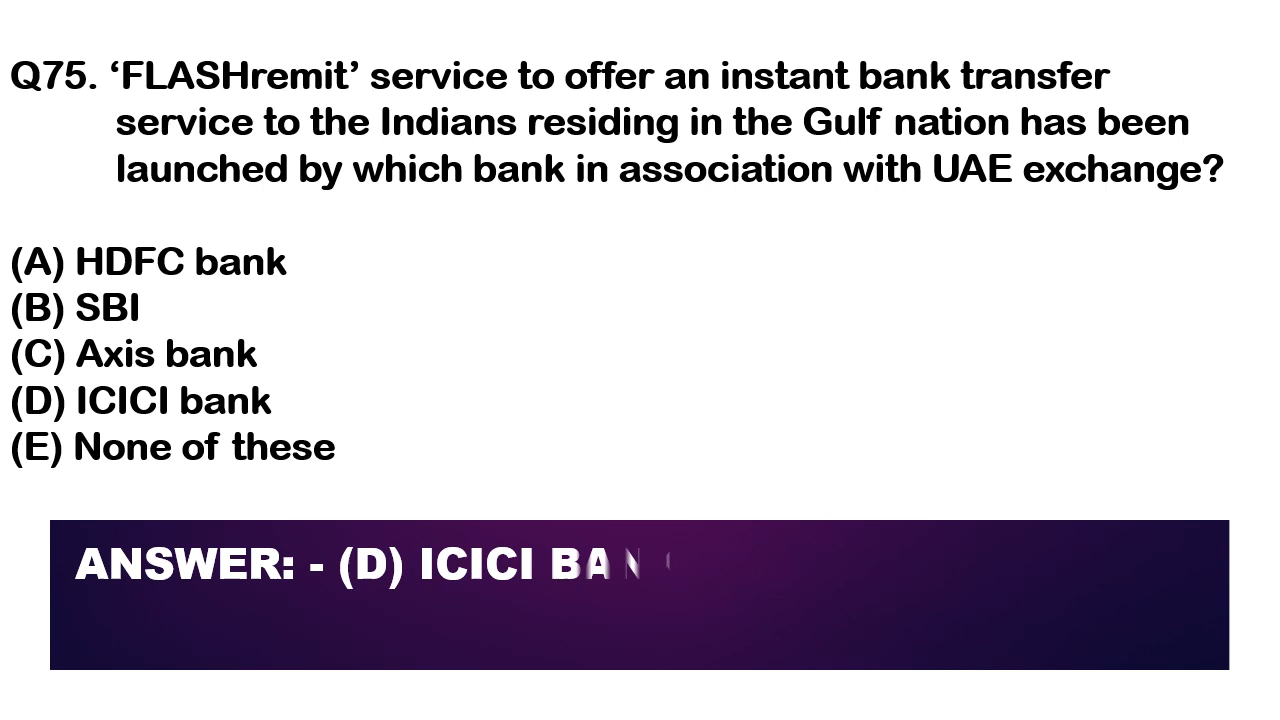 Q75. ‘FLASHremit’ service to offer an instant bank transfer
service to the Indians residing in the Gulf nation has been
launched by which bank in association with UAE exchange?
(A) HDFC bank
(B) SBI
(C) Axis bank
(D) ICICI bank
(E) None of these
ANSWER: - (D) ICICI BAN